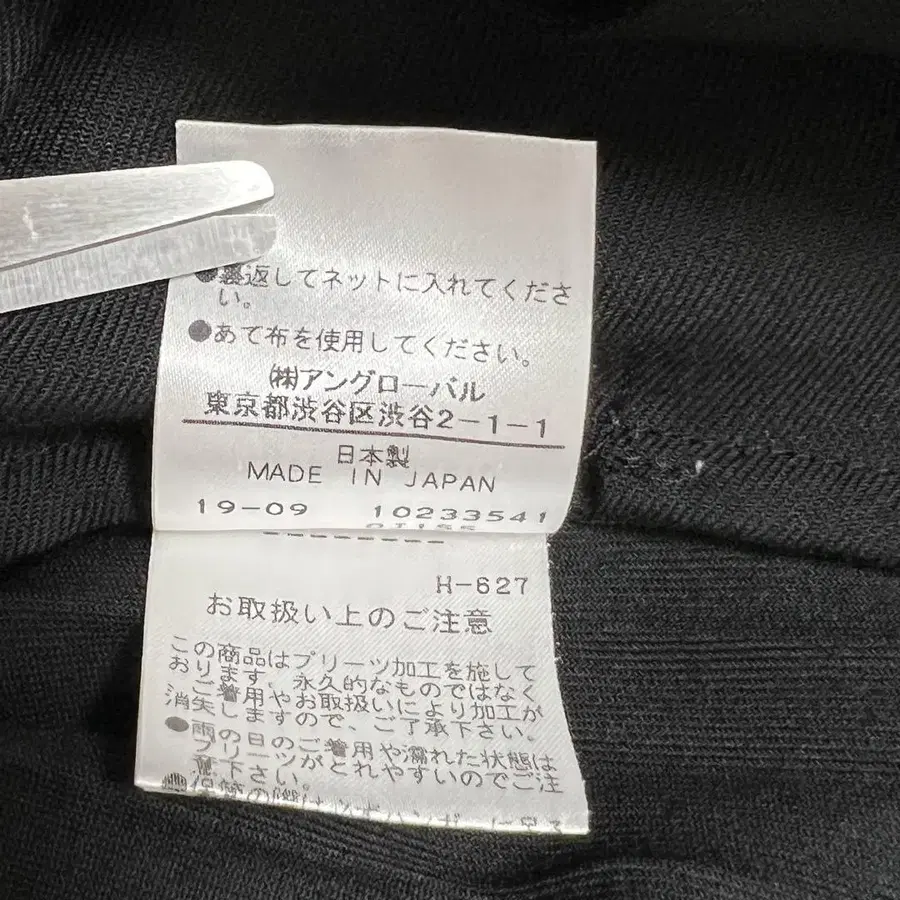 ●裏返してネットに入れてくださ
い。
●あて布を使用してください。
㈱アングローバル
東京都渋谷区渋谷2-1-1
日本製
MADE IN JAPAN
19-09 10233541
H-627
お取扱い上のご注意
この商品はプリーツ加工を施して
おります、永久的なものではなく
ご着用やお取扱いにより加工が
消失しますので、ご了承下さい。
●雨の日のご着用や濡れた状態は
プリーツがとれやすいのでご注
意下さい。